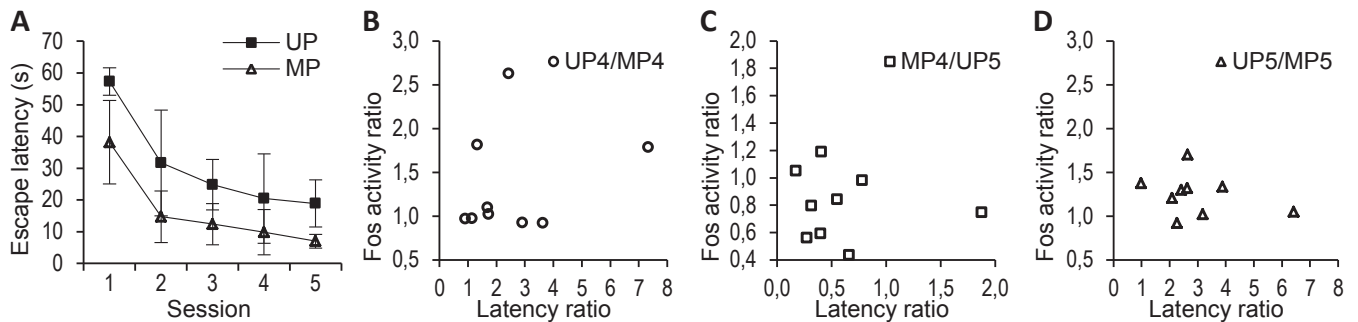 A
UP
MP
Escape latency (s)
70
60
50
40
30
20
10
0
1 2 3 4 5
Session
B
UP4/MP4
Fos activity ratio
3,0
2,5
2,0
1,5
1,0
0,5
0 1 2 3 4 5 6 7 8
Latency ratio
C
MP4/UP5
Fos activity ratio
2,0
1,8
1,6
1,4
1,2
1,0
0,8
0,6
0,4
0,0 0,5 1,0 1,5 2,0
Latency ratio
D
UP5/MP5
Fos activity ratio
3,0
2,5
2,0
1,5
1,0
0,5
0 1 2 3 4 5 6 7 8
Latency ratio